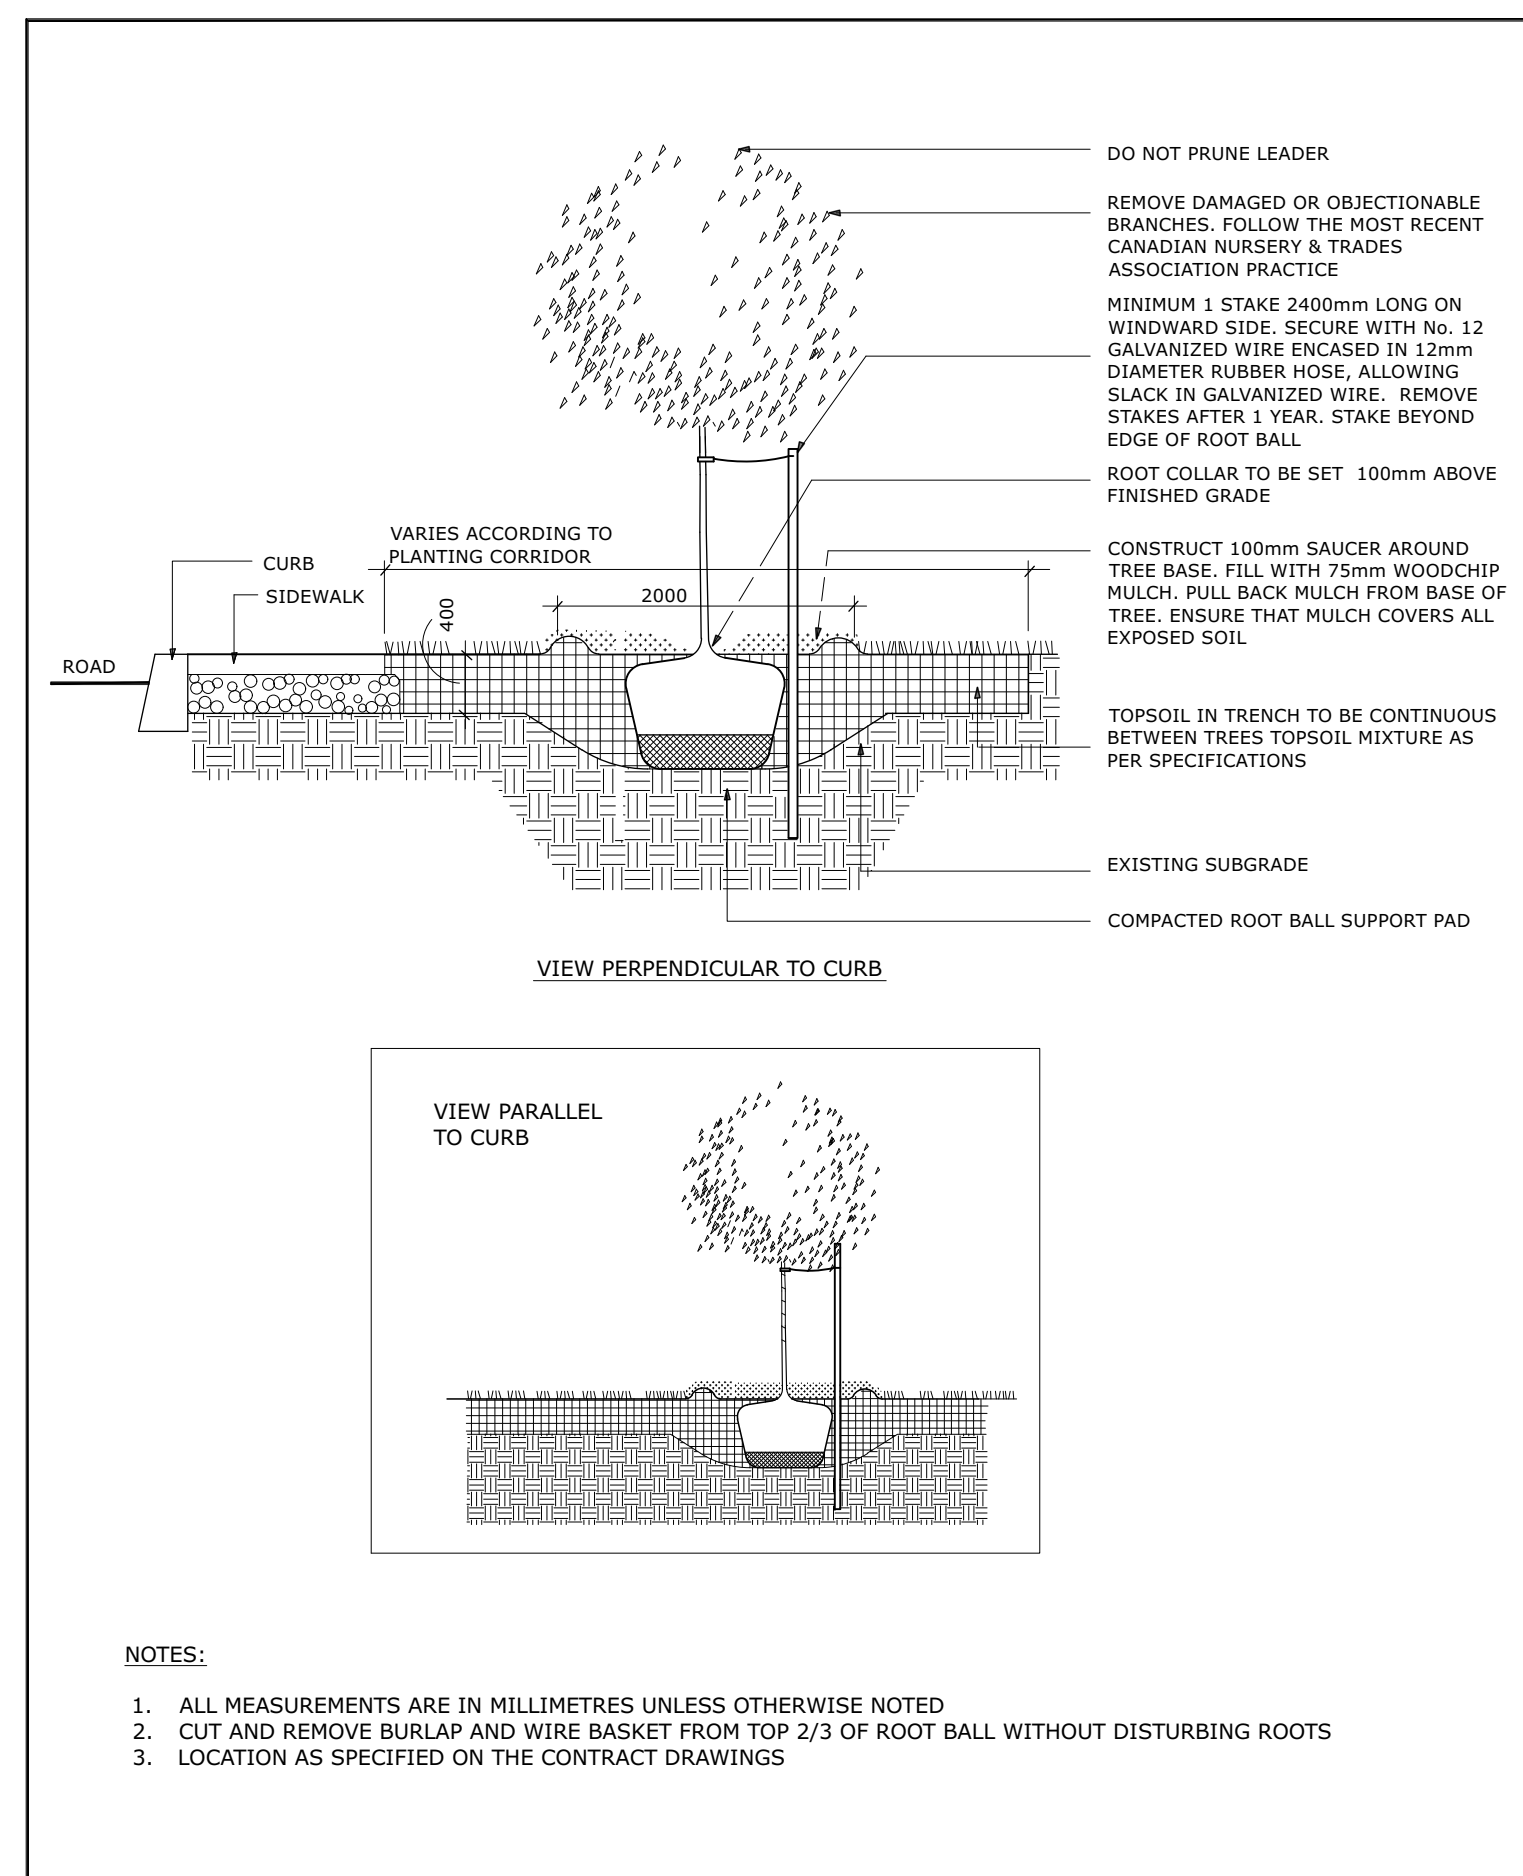 DO NOT PRUNE LEADER
REMOVE DAMAGED OR OBJECTIONABLE
BRANCHES. FOLLOW THE MOST RECENT
CANADIAN NURSERY & TRADES
ASSOCIATION PRACTICE
MINIMUM 1 STAKE 2400mm LONG ON
WINDWARD SIDE. SECURE WITH No. 12
GALVANIZED WIRE ENCASED IN 12mm
DIAMETER RUBBER HOSE, ALLOWING
SLACK IN GALVANIZED WIRE. REMOVE
STAKES AFTER 1 YEAR. STAKE BEYOND
EDGE OF ROOT BALL
ROOT COLLAR TO BE SET 100mm ABOVE
FINISHED GRADE
VARIES ACCORDING TO
PLANTING CORRIDOR
CURB
SIDEWALK
ROAD
400
2000
CONSTRUCT 100mm SAUCER AROUND
TREE BASE. FILL WITH 75mm WOODCHIP
MULCH. PULL BACK MULCH FROM BASE OF
TREE. ENSURE THAT MULCH COVERS ALL
EXPOSED SOIL
TOPSOIL IN TRENCH TO BE CONTINUOUS
BETWEEN TREES TOPSOIL MIXTURE AS
PER SPECIFICATIONS
EXISTING SUBGRADE
COMPACTED ROOT BALL SUPPORT PAD
VIEW PERPENDICULAR TO CURB
VIEW PARALLEL
TO CURB
NOTES:
1. ALL MEASUREMENTS ARE IN MILLIMETRES UNLESS OTHERWISE NOTED
2. CUT AND REMOVE BURLAP AND WIRE BASKET FROM TOP 2/3 OF ROOT BALL WITHOUT DISTURBING ROOTS
3. LOCATION AS SPECIFIED ON THE CONTRACT DRAWINGS